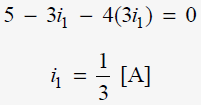 5 − 3i₁ − 4(3i₁) = 0
i₁ = 1/3 [A]